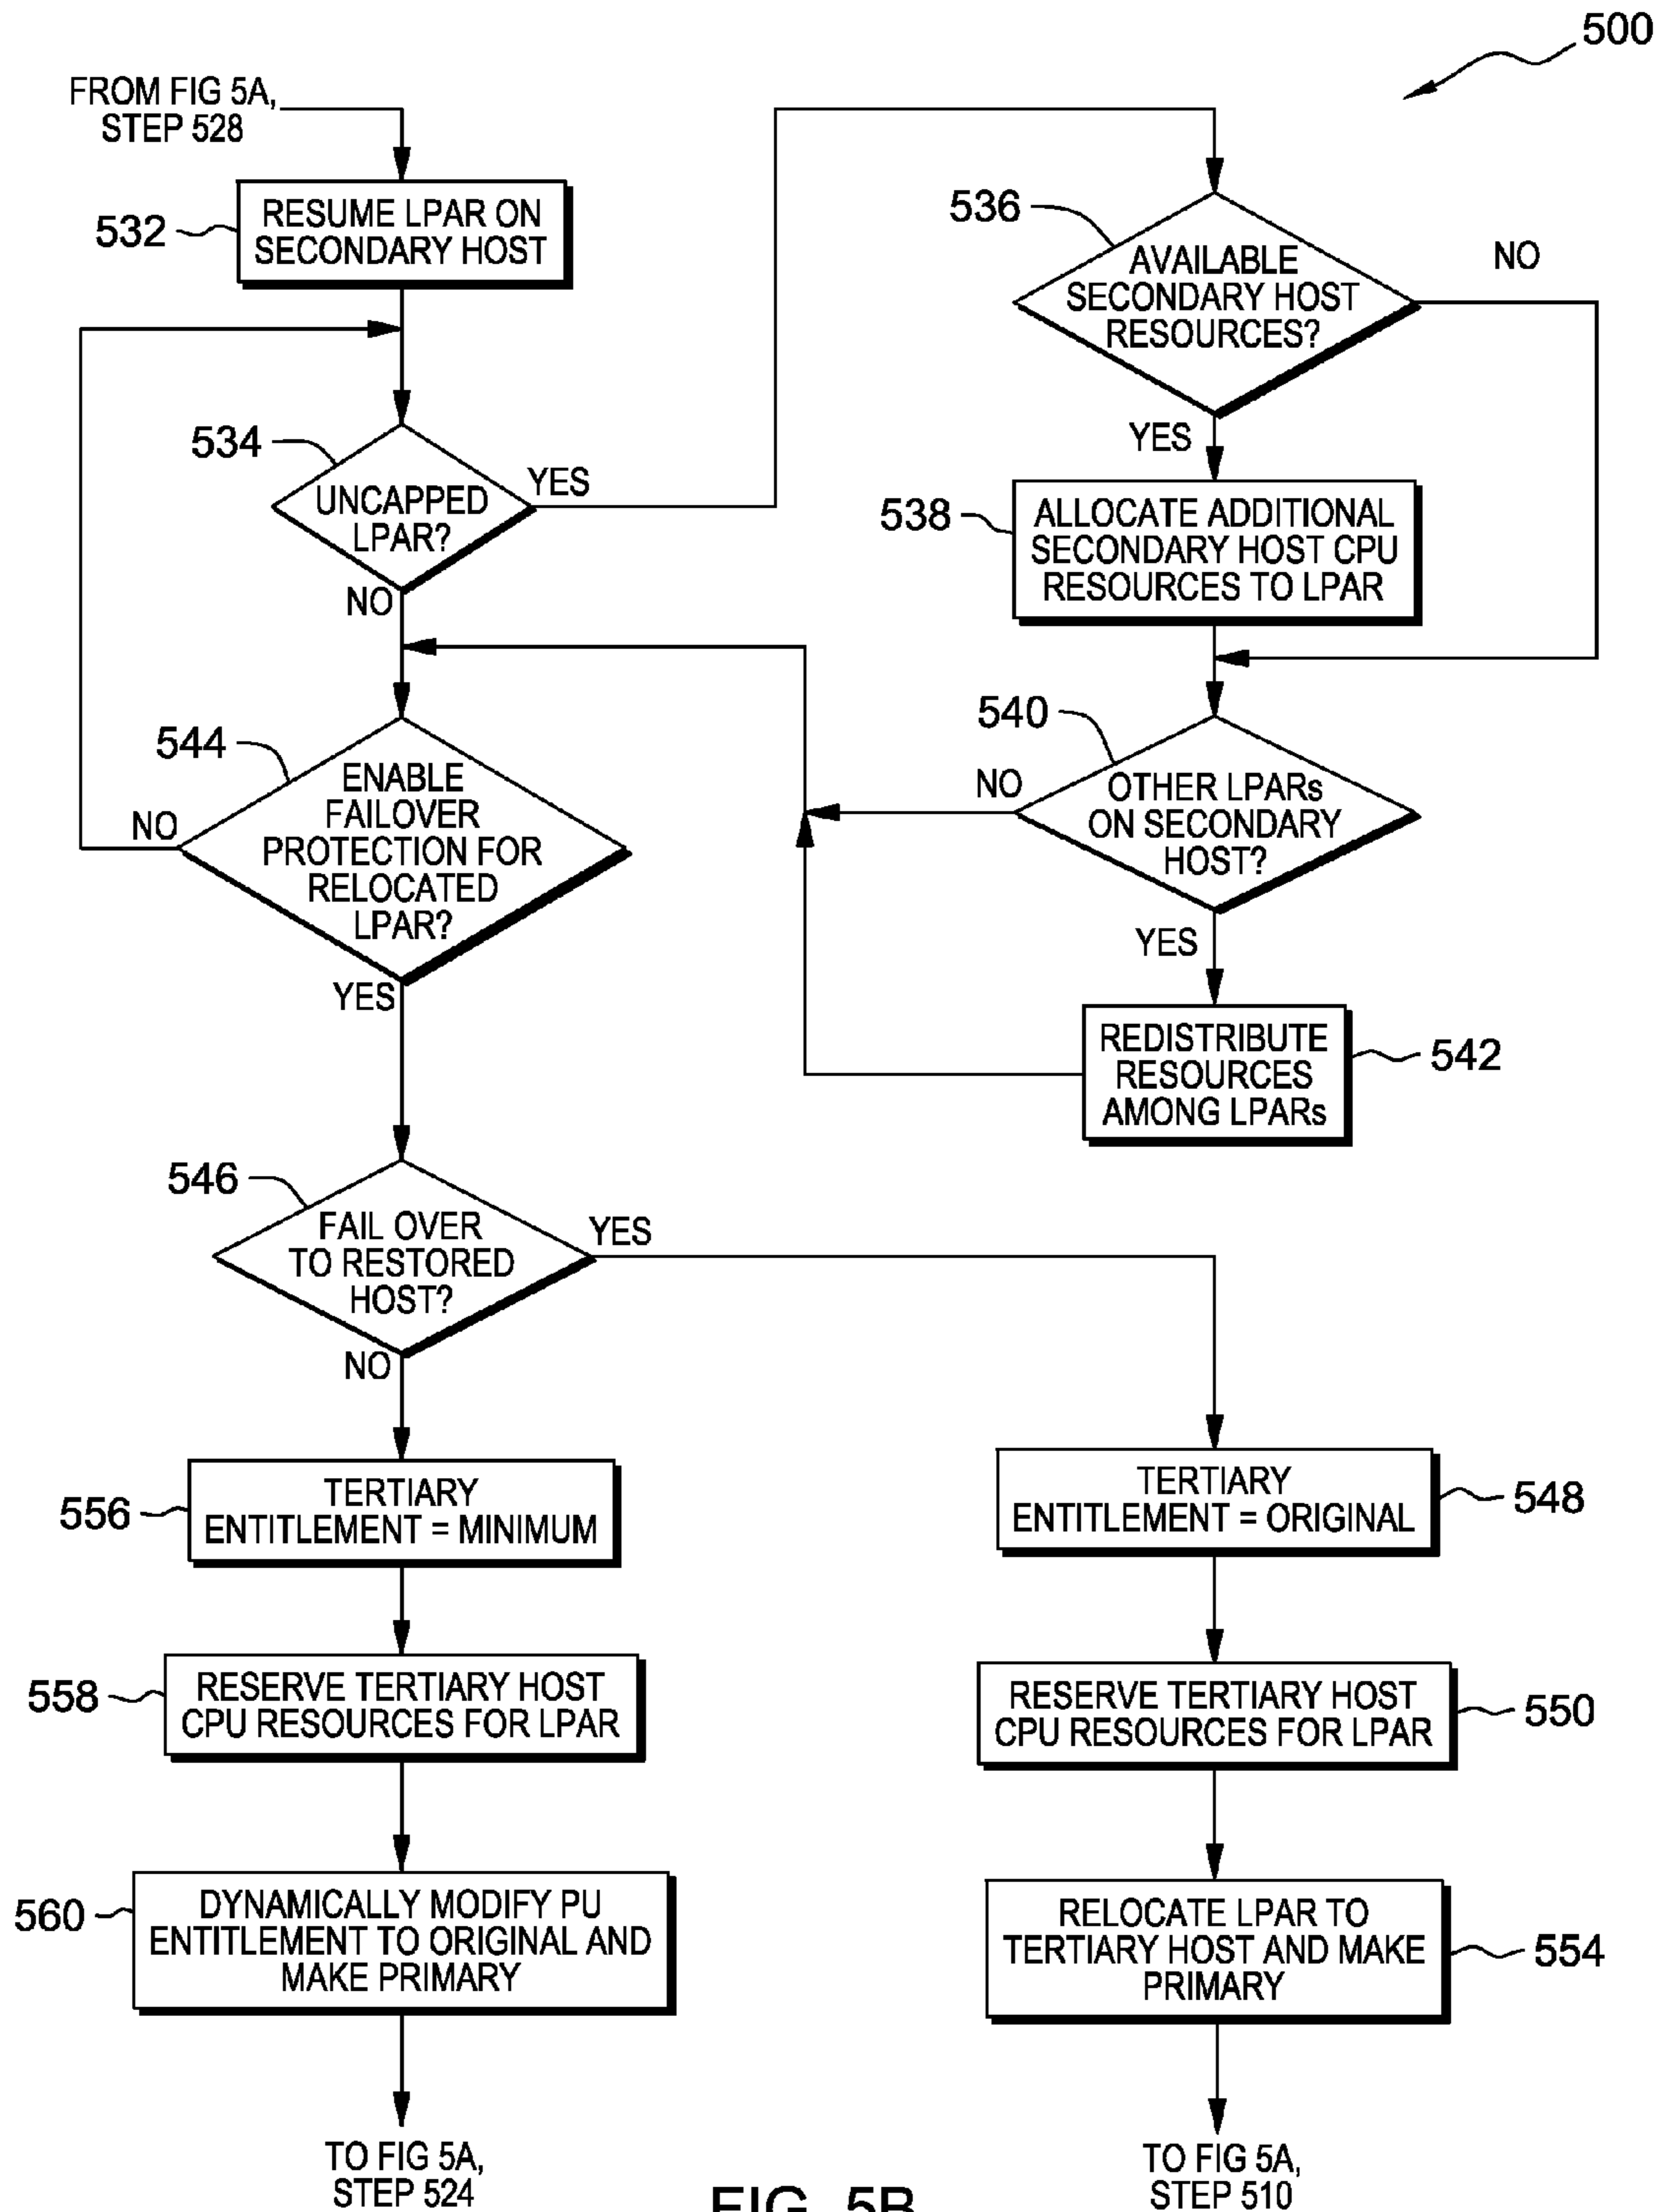 500
FROM FIG 5A,
STEP 528
532
RESUME LPAR ON
SECONDARY HOST
534
UNCAPPED
LPAR?
YES
NO
536
AVAILABLE
SECONDARY HOST
RESOURCES?
NO
YES
538
ALLOCATE ADDITIONAL
SECONDARY HOST CPU
RESOURCES TO LPAR
540
OTHER LPARs
ON SECONDARY
HOST?
NO
YES
REDISTRIBUTE
RESOURCES
AMONG LPARs
542
544
ENABLE
FAILOVER
PROTECTION FOR
RELOCATED
LPAR?
NO
YES
546
FAIL OVER
TO RESTORED
HOST?
YES
NO
556
TERTIARY
ENTITLEMENT = MINIMUM
558
RESERVE TERTIARY HOST
CPU RESOURCES FOR LPAR
560
DYNAMICALLY MODIFY PU
ENTITLEMENT TO ORIGINAL AND
MAKE PRIMARY
TO FIG 5A,
STEP 524
TERTIARY
ENTITLEMENT = ORIGINAL
548
RESERVE TERTIARY HOST
CPU RESOURCES FOR LPAR
550
RELOCATE LPAR TO
TERTIARY HOST AND MAKE
PRIMARY
554
TO FIG 5A,
STEP 510
FIG. 5B